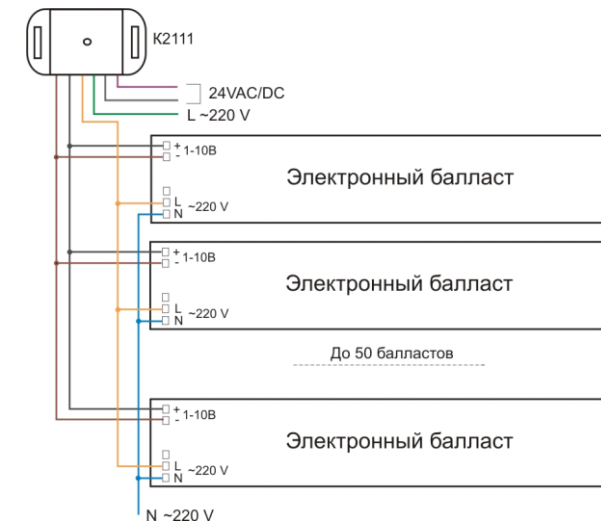 К2111
24VAC/DC
L ~220 V
+
- 1-10В
Электронный балласт
L
N ~220 V
+
- 1-10В
Электронный балласт
L
N ~220 V
До 50 балластов
+
- 1-10В
Электронный балласт
L
N ~220 V
N ~220 V